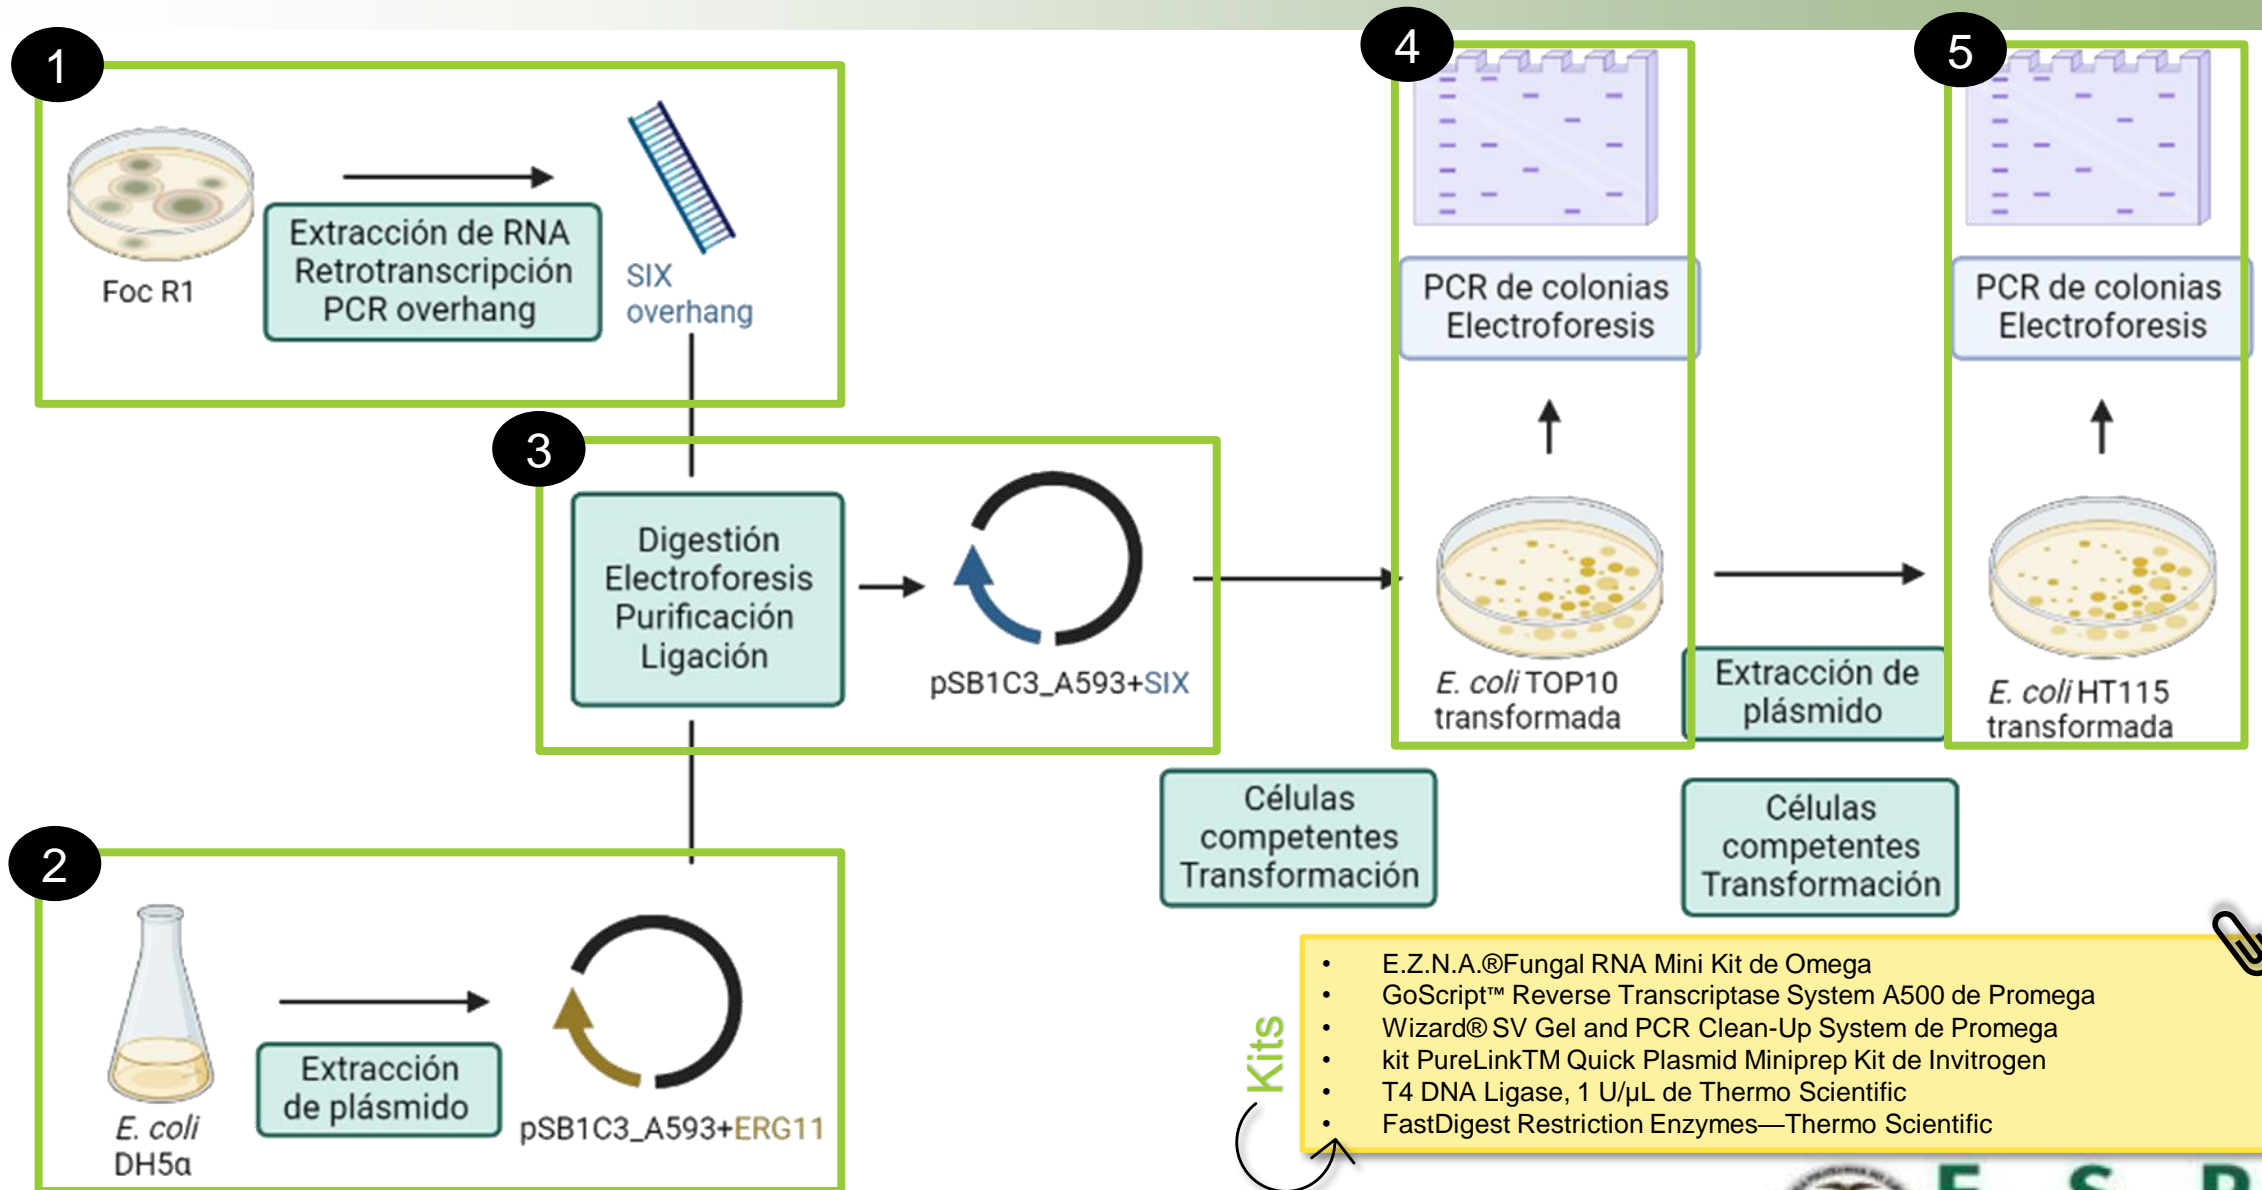 1
Foc R1
Extracción de RNA
Retrotranscripción
PCR overhang
SIX
overhang
2
E. coli
DH5α
Extracción
de plásmido
pSB1C3_A593+ERG11
3
Digestión
Electroforesis
Purificación
Ligación
pSB1C3_A593+SIX
Células
competentes
Transformación
4
PCR de colonias
Electroforesis
E. coli TOP10
transformada
Extracción de
plásmido
Células
competentes
Transformación
5
PCR de colonias
Electroforesis
E. coli HT115
transformada
Kits
• E.Z.N.A.®Fungal RNA Mini Kit de Omega
• GoScript™ Reverse Transcriptase System A500 de Promega
• Wizard® SV Gel and PCR Clean-Up System de Promega
• kit PureLinkTM Quick Plasmid Miniprep Kit de Invitrogen
• T4 DNA Ligase, 1 U/µL de Thermo Scientific
• FastDigest Restriction Enzymes—Thermo Scientific